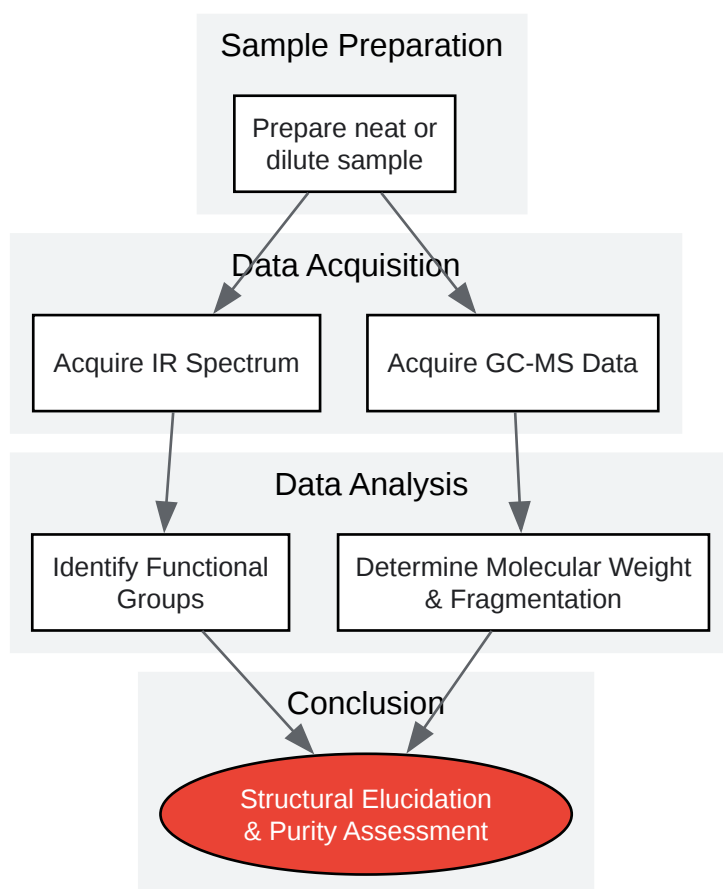 Sample Preparation
Prepare neat or
dilute sample
Data Acquisition
Acquire IR Spectrum
Acquire GC-MS Data
Data Analysis
Identify Functional
Groups
Determine Molecular Weight
& Fragmentation
Conclusion
Structural Elucidation
& Purity Assessment